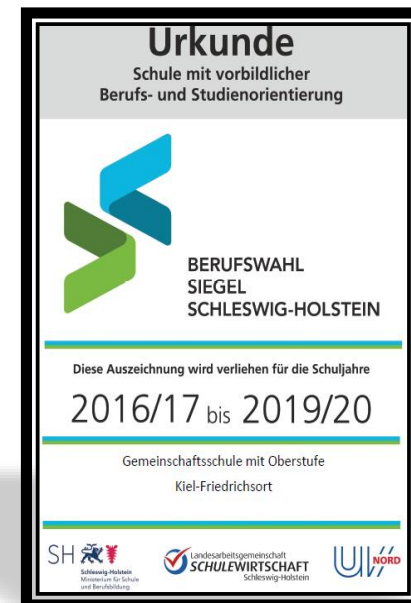 Urkunde
Schule mit vorbildlicher
Berufs- und Studienorientierung
BERUFSWAHL
SIEGEL
SCHLESWIG-HOLSTEIN
Diese Auszeichnung wird verliehen für die Schuljahre
2016/17 bis 2019/20
Gemeinschaftsschule mit Oberstufe
Kiel-Friedrichsort
SH
Schleswig-Holstein
Ministerium für Schule
und Berufsbildung
Landesarbeitsgemeinschaft
SCHULEWIRTSCHAFT
Schleswig-Holstein
UV NORD